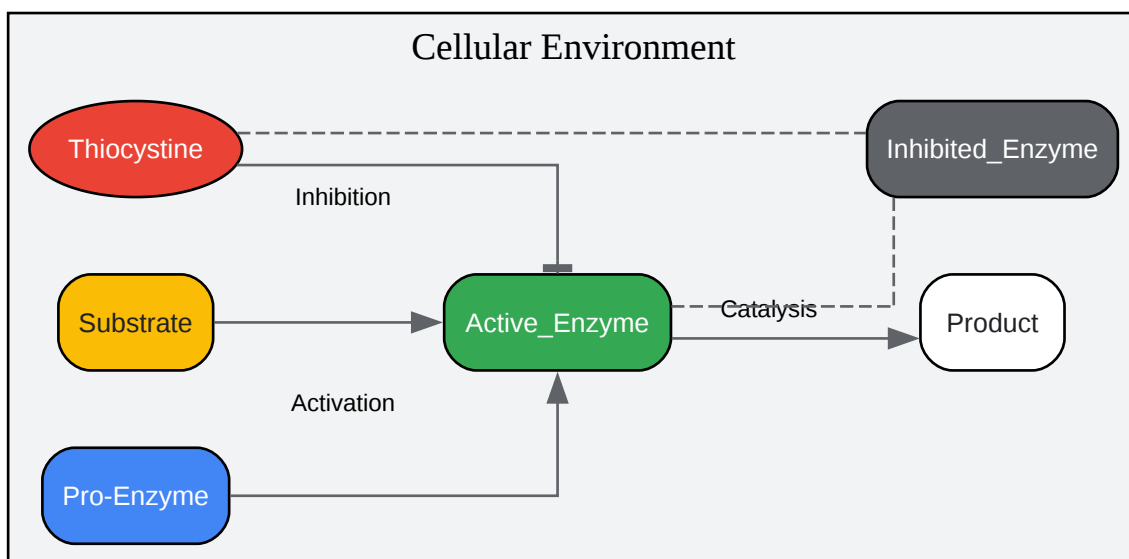 Cellular Environment
Thiocystine
Inhibited_Enzyme
Inhibition
Substrate
Active_Enzyme
Catalysis
Product
Activation
Pro-Enzyme